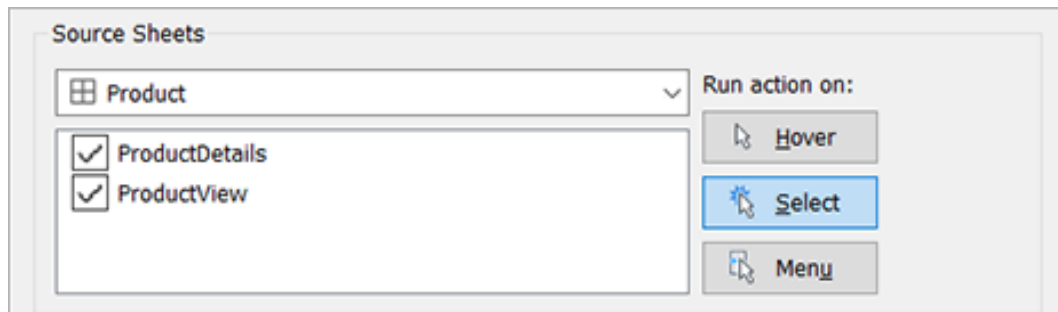 Source Sheets
Product
Run action on:
ProductDetails
Hover
ProductView
Select
Menu